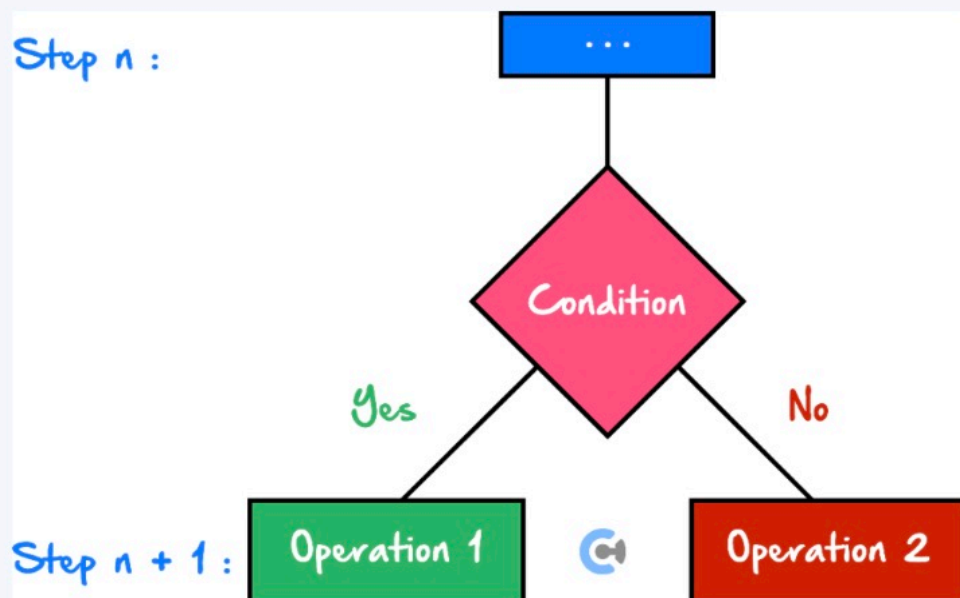 Step n :
...
Condition
Yes
No
Step n + 1 :
Operation 1
Operation 2